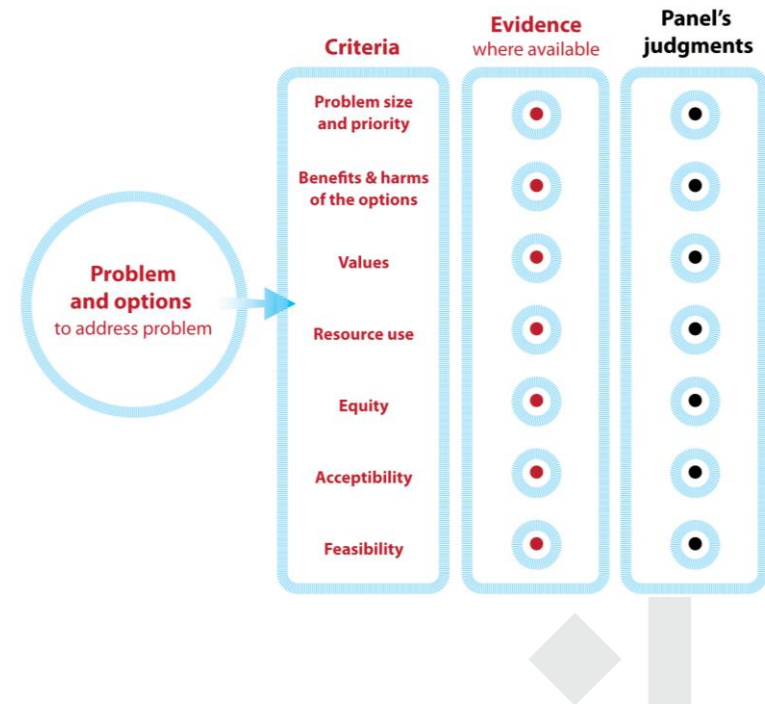 Criteria
Evidence
where available
Panel's
judgments
Problem
and options
to address problem
Problem size
and priority
Benefits & harms
of the options
Values
Resource use
Equity
Acceptibility
Feasibility